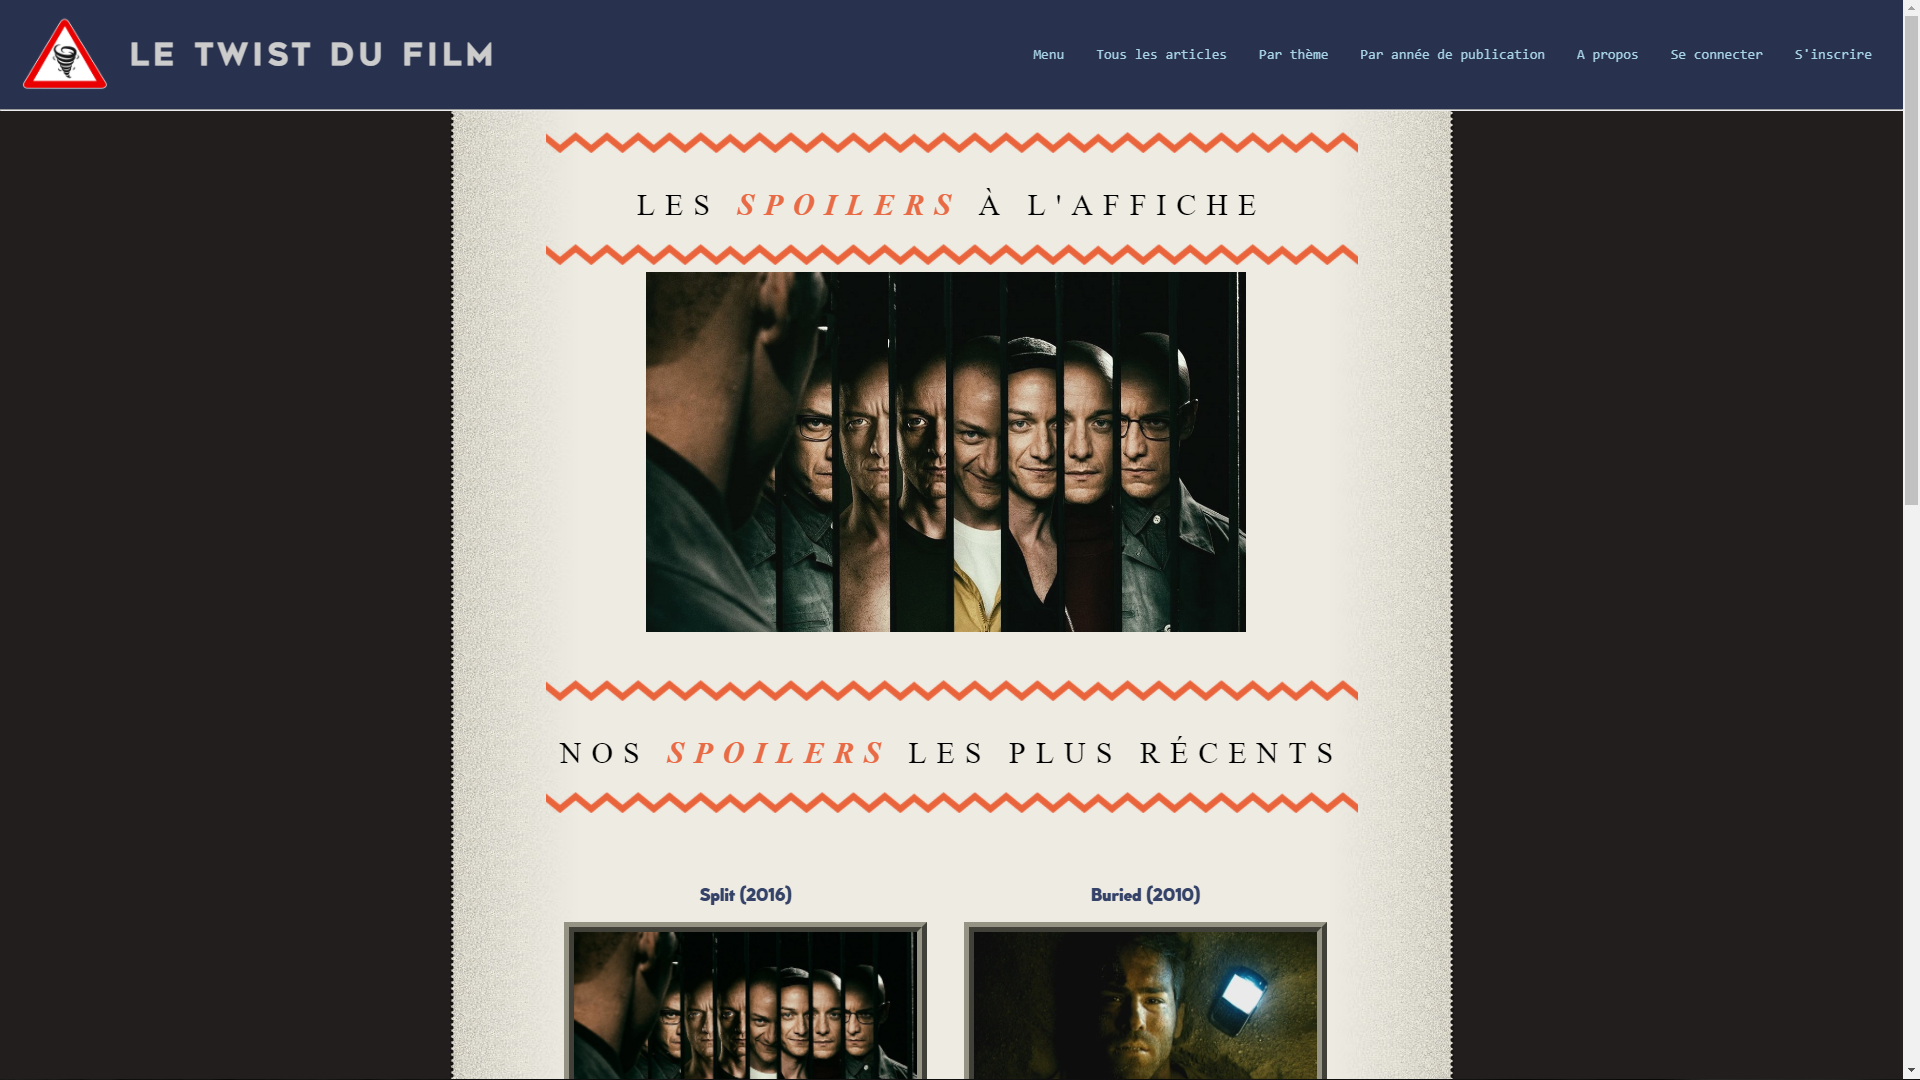 LE TWIST DU FILM
Menu Tous les articles Par thème Par année de publication A propos Se connecter S'inscrire
LES SPOILERS À L'AFFICHE
NOS SPOILERS LES PLUS RÉCENTS
Split (2016) Buried (2010)